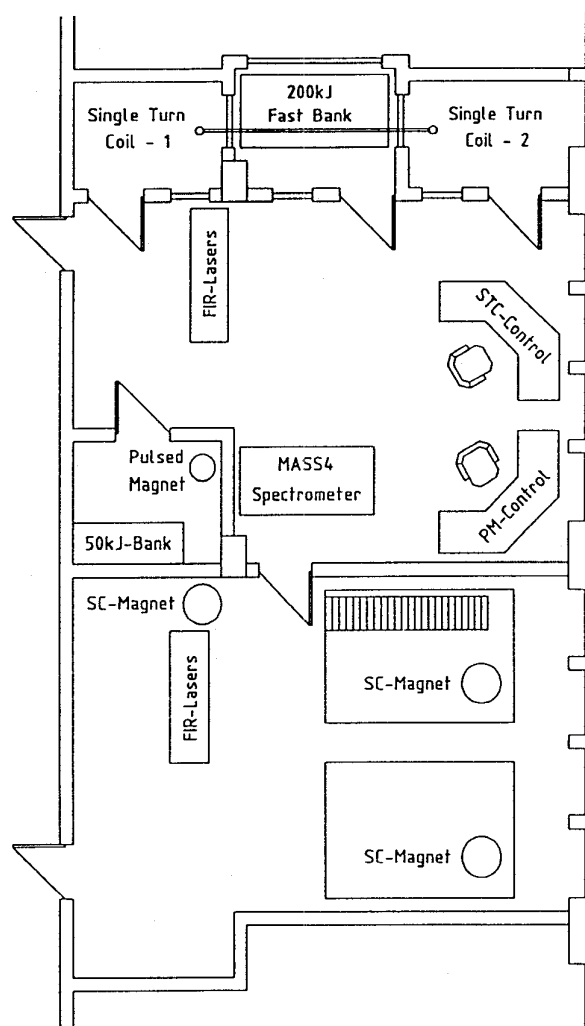 200kJ
Fast Bank
Single Turn
Coil - 1
Single Turn
Coil - 2
FIR-Lasers
STC-Control
Pulsed
Magnet
MASS4
Spectrometer
PM-Control
50kJ-Bank
SC-Magnet
FIR-Lasers
SC-Magnet
SC-Magnet